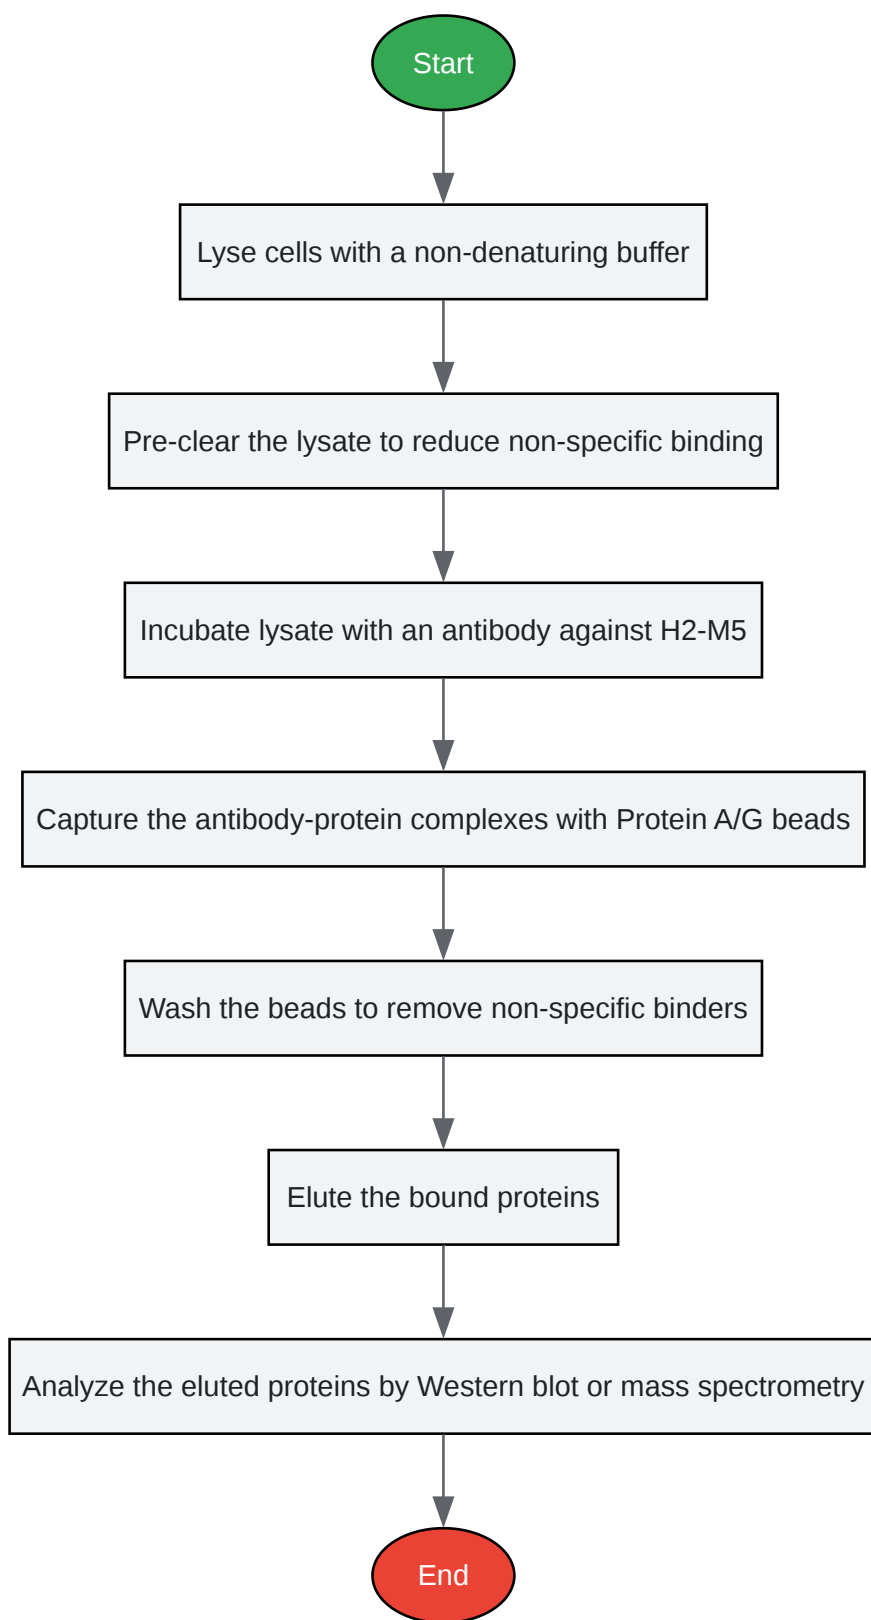 Start
Lyse cells with a non-denaturing buffer
Pre-clear the lysate to reduce non-specific binding
Incubate lysate with an antibody against H2-M5
Capture the antibody-protein complexes with Protein A/G beads
Wash the beads to remove non-specific binders
Elute the bound proteins
Analyze the eluted proteins by Western blot or mass spectrometry
End